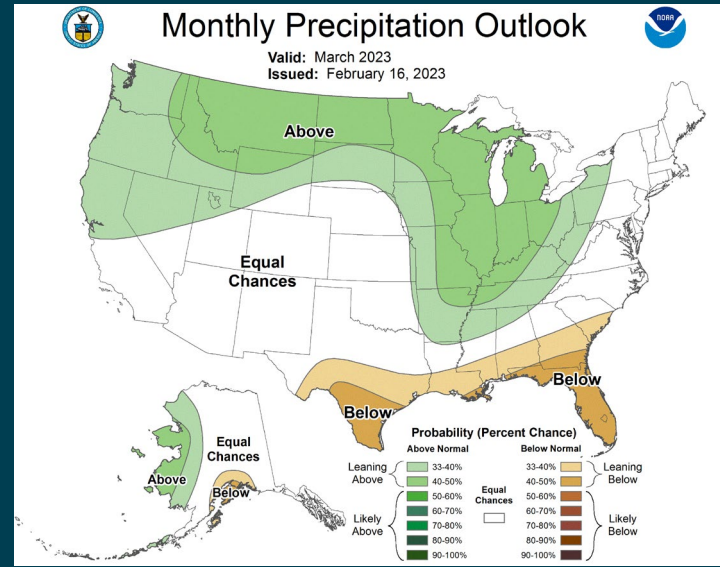 Monthly Precipitation Outlook
NOAA
Valid: March 2023
Issued: February 16, 2023
Above
Equal
Chances
Below
Below
Equal
Chances
Above
Below
Probability (Percent Chance)
Above Normal
Below Normal
Leaning
Above
33-40%
40-50%
Likely
Above
50-60%
60-70%
70-80%
80-90%
90-100%
Equal
Chances
33-40%
40-50%
Leaning
Below
50-60%
60-70%
70-80%
80-90%
90-100%
Likely
Below